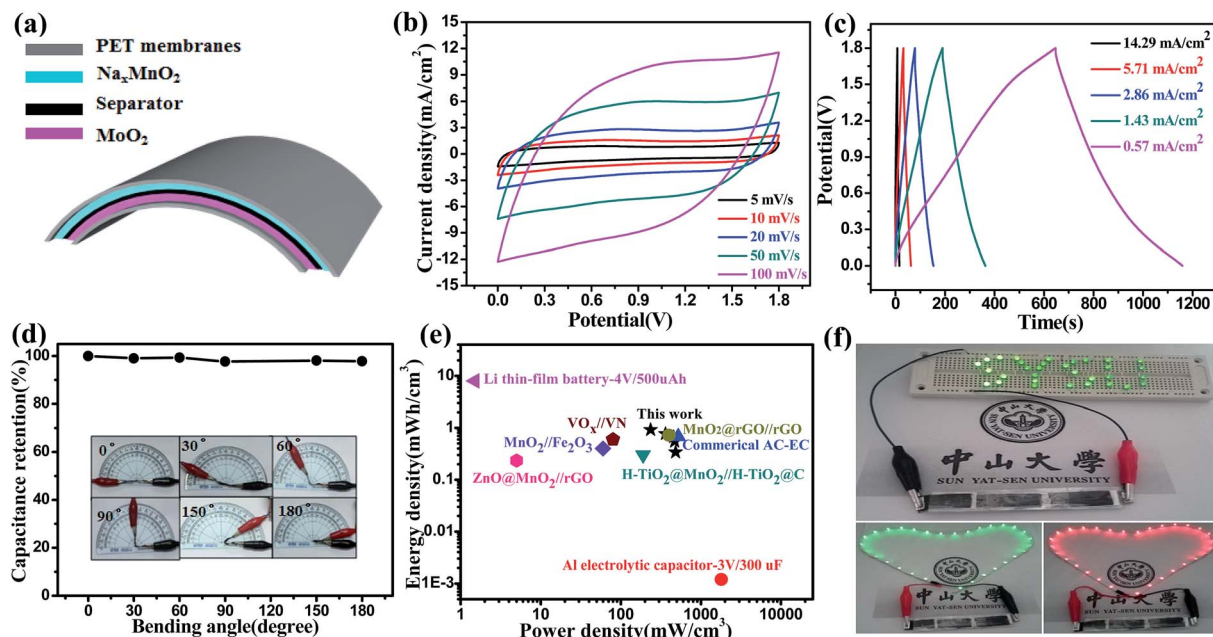 (a)
PET membranes
NaxMnO2
Separator
MoO2
(b)
Current density(mA/cm2)
15
12
9
6
3
0
-3
-6
-9
-12
-15
0.0 0.3 0.6 0.9 1.2 1.5 1.8
Potential(V)
5 mV/s
10 mV/s
20 mV/s
50 mV/s
100 mV/s
(c)
Potential(V)
1.8
1.5
1.2
0.9
0.6
0.3
0.0
0 200 400 600 800 1000 1200
Time(s)
14.29 mA/cm2
5.71 mA/cm2
2.86 mA/cm2
1.43 mA/cm2
0.57 mA/cm2
(d)
Capacitance retention(%)
100
80
60
40
20
0
0 30 60 90 120 150 180
Bending angle(degree)
0° 30° 60°
90° 150° 180°
(e)
Energy density(mWh/cm3)
10
1
0.1
0.01
1E-3
1 10 100 1000 10000
Power density(mW/cm3)
Li thin-film battery-4V/500uAh
VOx//VN
This work
MnO2@rGO//rGO
MnO2//Fe2O3
Commerical AC-EC
ZnO@MnO2//rGO
H-TiO2@MnO2//H-TiO2@C
Al electrolytic capacitor-3V/300 uF
(f)
SYSU
中山大學
SUN YAT-SEN UNIVERSITY
中山大學
中山大學